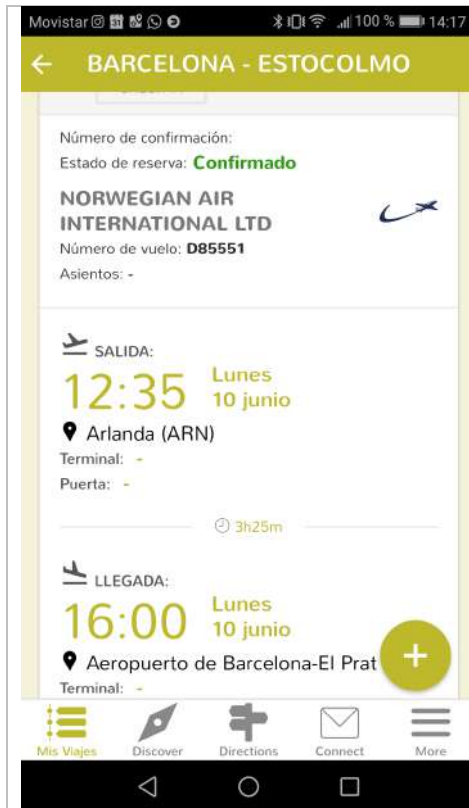 Movistar 100 % 14:17
BARCELONA - ESTOCOLMO
Número de confirmación:
Estado de reserva: Confirmado
NORWEGIAN AIR
INTERNATIONAL LTD
Número de vuelo: D85551
Asientos: -
SALIDA:
12:35 Lunes
10 junio
Arlanda (ARN)
Terminal: -
Puerta: -
3h25m
LLEGADA:
16:00 Lunes
10 junio
Aeropuerto de Barcelona-El Prat
+
Terminal: -
Mis Viajes Discover Directions Connect More